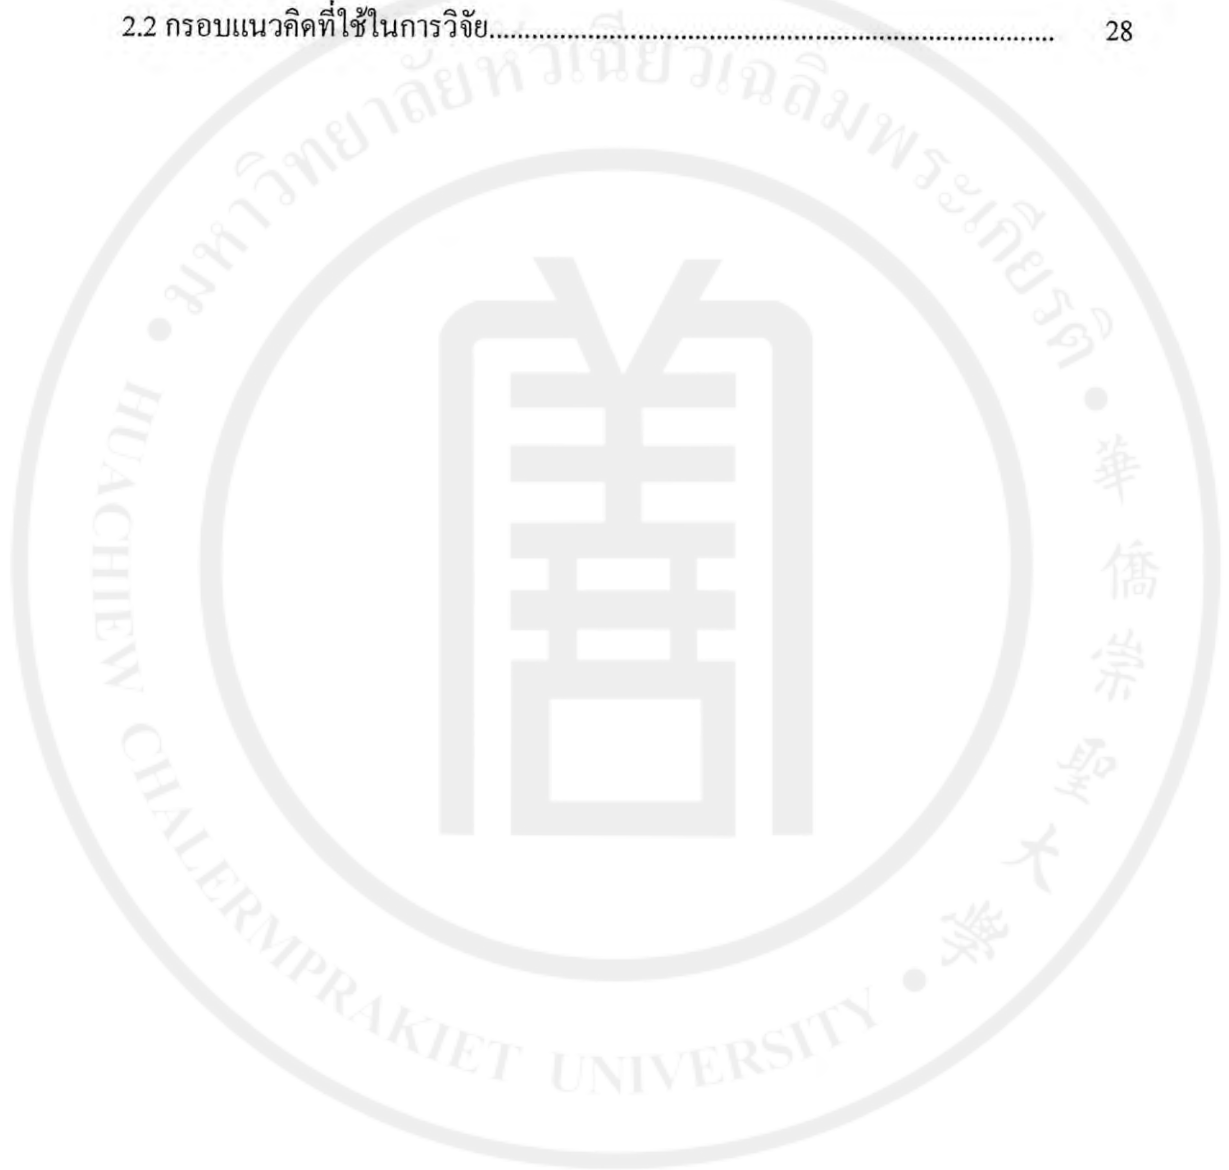 2.2 กรอบแนวคิดที่ใช้ในการวิจัย................................................................................ 28
มหาวิทยาลัยหัวเฉียวเฉลิมพระเกียรติ
華僑崇聖大學
HUACHIEW CHALERMPRAKIET UNIVERSITY